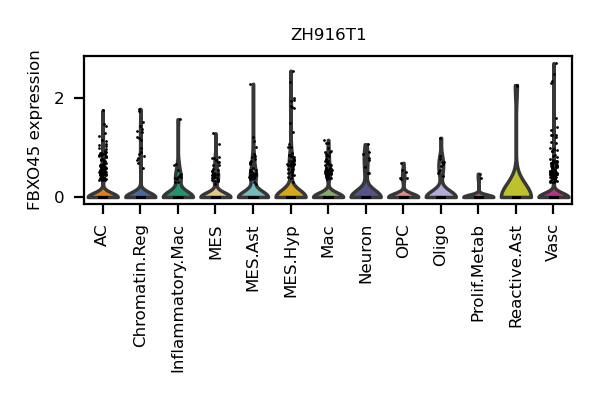 ZH916T1
FBXO45 expression
2
0
AC
Chromatin.Reg
Inflammatory.Mac
MES
MES.Ast
MES.Hyp
Mac
Neuron
OPC
Oligo
Prolif.Metab
Reactive.Ast
Vasc